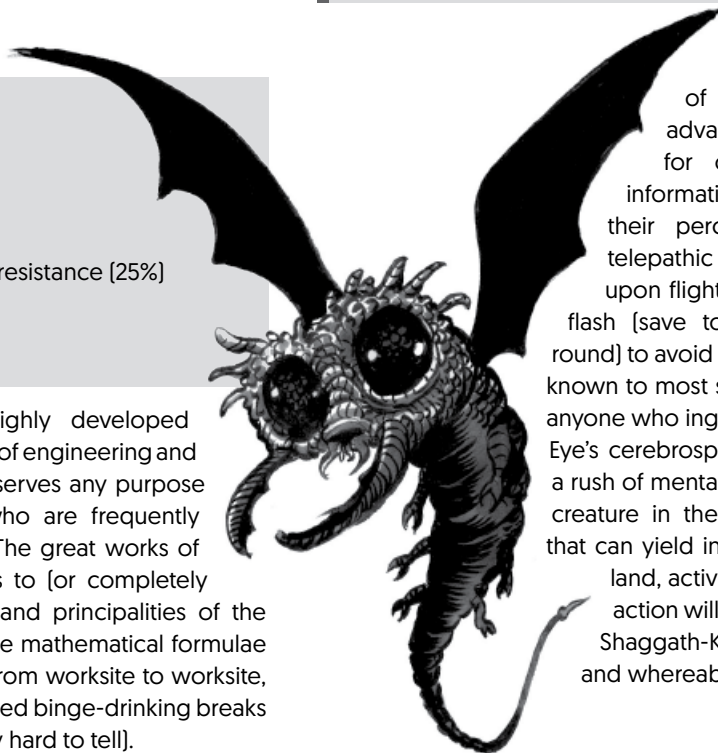 resistance (25%)
ighly developed
of engineering and
serves any purpose
who are frequently
The great works of
s to (or completely
and principalities of the
e mathematical formulae
rom worksite to worksite,
ed binge-drinking breaks
y hard to tell).
of
adva
for
informati
their perc
telepathic
upon flight
flash (save to
round) to avoid
known to most s
anyone who ing
Eye's cerebrosp
a rush of menta
creature in the
that can yield in
land, activ
action will
Shaggath-K
and whereab